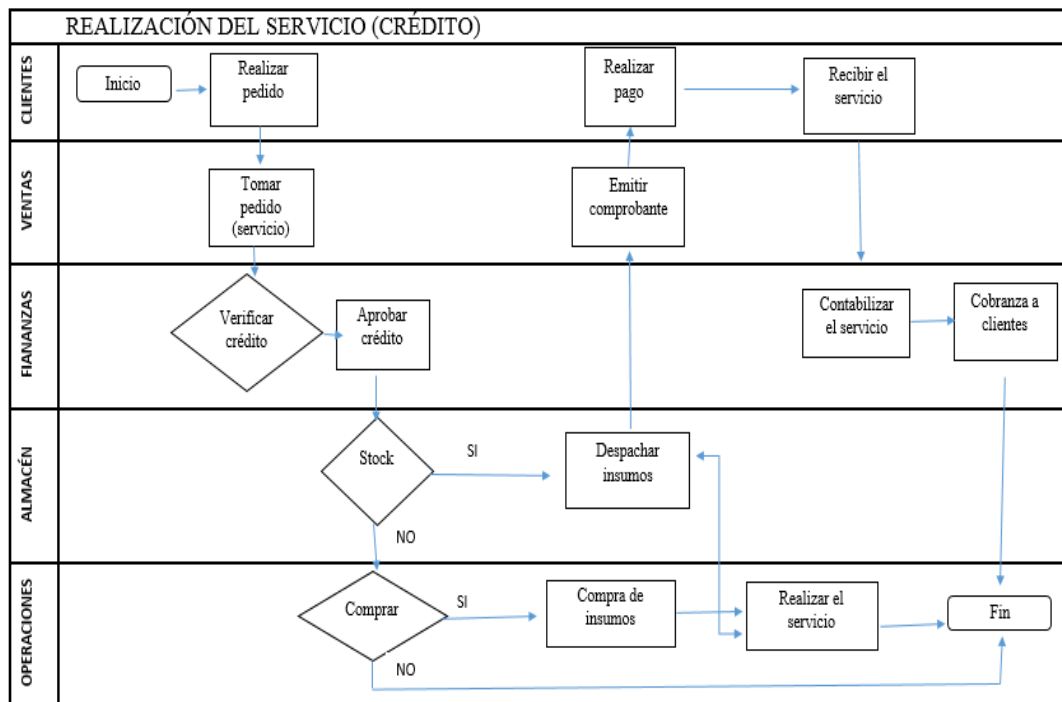 REALIZACIÓN DEL SERVICIO (CRÉDITO)
CLIENTES
Inicio
Realizar
pedido
Realizar
pago
Recibir el
servicio
VENTAS
Tomar
pedido
(servicio)
Emitir
comprobante
FIANANZAS
Verificar
crédito
Aprobar
crédito
Contabilizar
el servicio
Cobranza a
clientes
ALMACÉN
Stock
SI
Despachar
insumos
NO
OPERACIONES
Comprar
SI
Compra de
insumos
Realizar el
servicio
Fin
NO